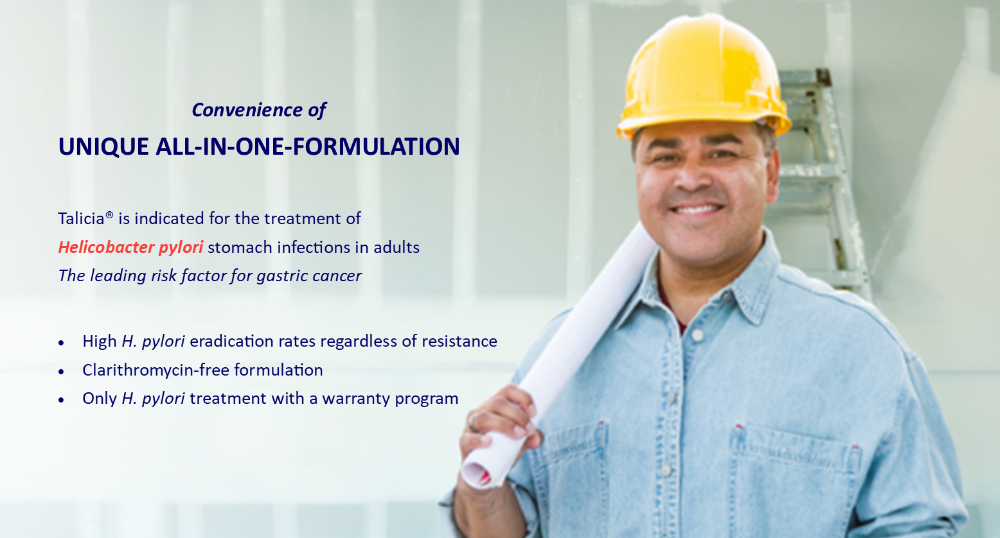 Convenience of
UNIQUE ALL-IN-ONE-FORMULATION
Talicia® is indicated for the treatment of
Helicobacter pylori stomach infections in adults
The leading risk factor for gastric cancer
• High H. pylori eradication rates regardless of resistance
• Clarithromycin-free formulation
• Only H. pylori treatment with a warranty program